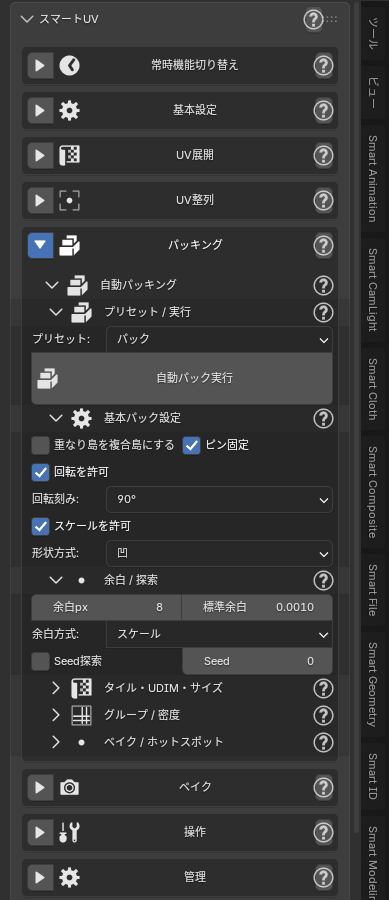 スマートUV
常時機能切り替え
基本設定
UV展開
UV整列
パッキング
自動パッキング
プリセット / 実行
プリセット: パック
自動パック実行
基本パック設定
重なり島を複合島にする ピン固定
回転を許可
回転刻み: 90°
スケールを許可
形状方式: 凹
余白 / 探索
余白px 8 標準余白 0.0010
余白方式: スケール
Seed探索 Seed 0
タイル・UDIM・サイズ
グループ / 密度
ベイク / ホットスポット
ベイク
操作
管理
ツール
ビュー
Smart Animation
Smart CamLight
Smart Cloth
Smart Composite
Smart File
Smart Geometry
Smart ID
Smart Modelin